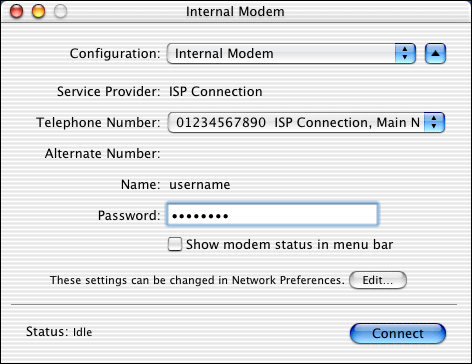 Internal Modem
Configuration: Internal Modem
Service Provider: ISP Connection
Telephone Number: 01234567890 ISP Connection, Main N
Alternate Number:
Name: username
Password: ••••••••
Show modem status in menu bar
These settings can be changed in Network Preferences. Edit...
Status: Idle Connect